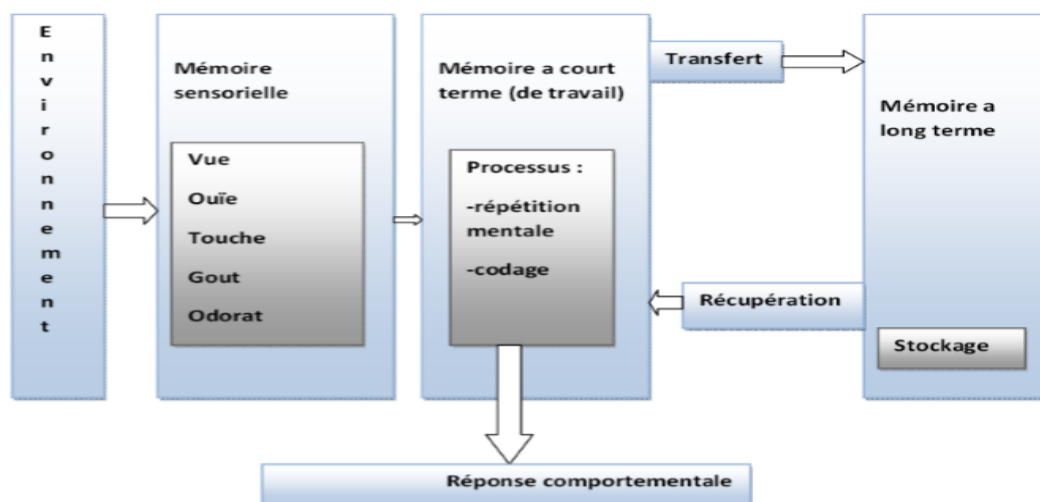 Environnement
Mémoire
sensorielle
Vue
Ouïe
Touche
Gout
Odorat
Mémoire a court
terme (de travail)
Processus :
-répétition
mentale
-codage
Transfert
Récupération
Mémoire a
long terme
Stockage
Réponse comportementale